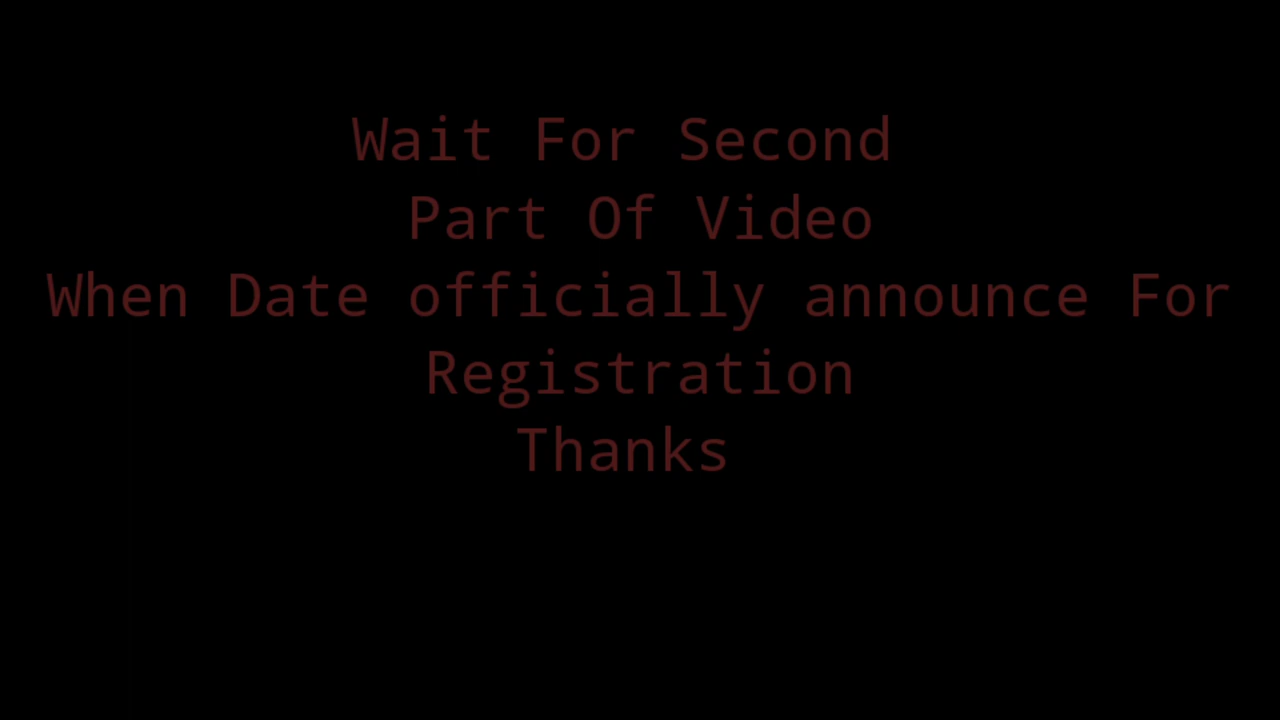 Wait For Second
Part Of Video
When Date officially announce For
Registration
Thanks